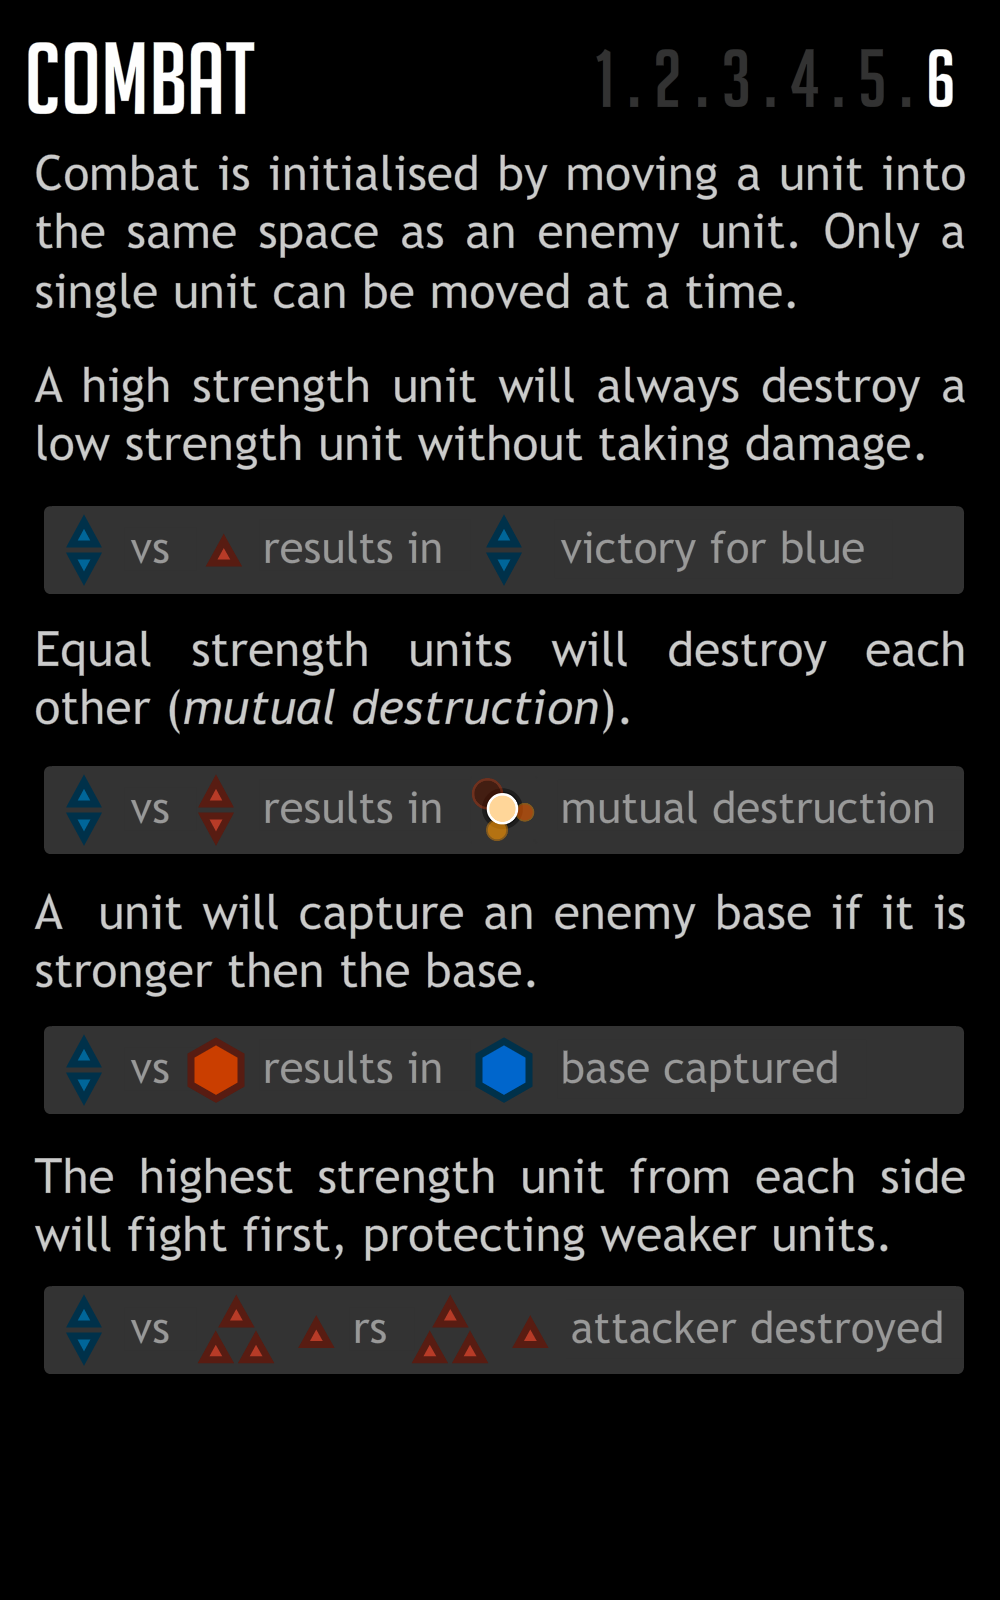 COMBAT
1.2.3.4.5.6
Combat is initialised by moving a unit into
the same space as an enemy unit. Only a
single unit can be moved at a time.
A high strength unit will always destroy a
low strength unit without taking damage.
vs results in victory for blue
Equal strength units will destroy each
other (mutual destruction).
vs results in mutual destruction
A unit will capture an enemy base if it is
stronger then the base.
vs results in base captured
The highest strength unit from each side
will fight first, protecting weaker units.
vs rs attacker destroyed